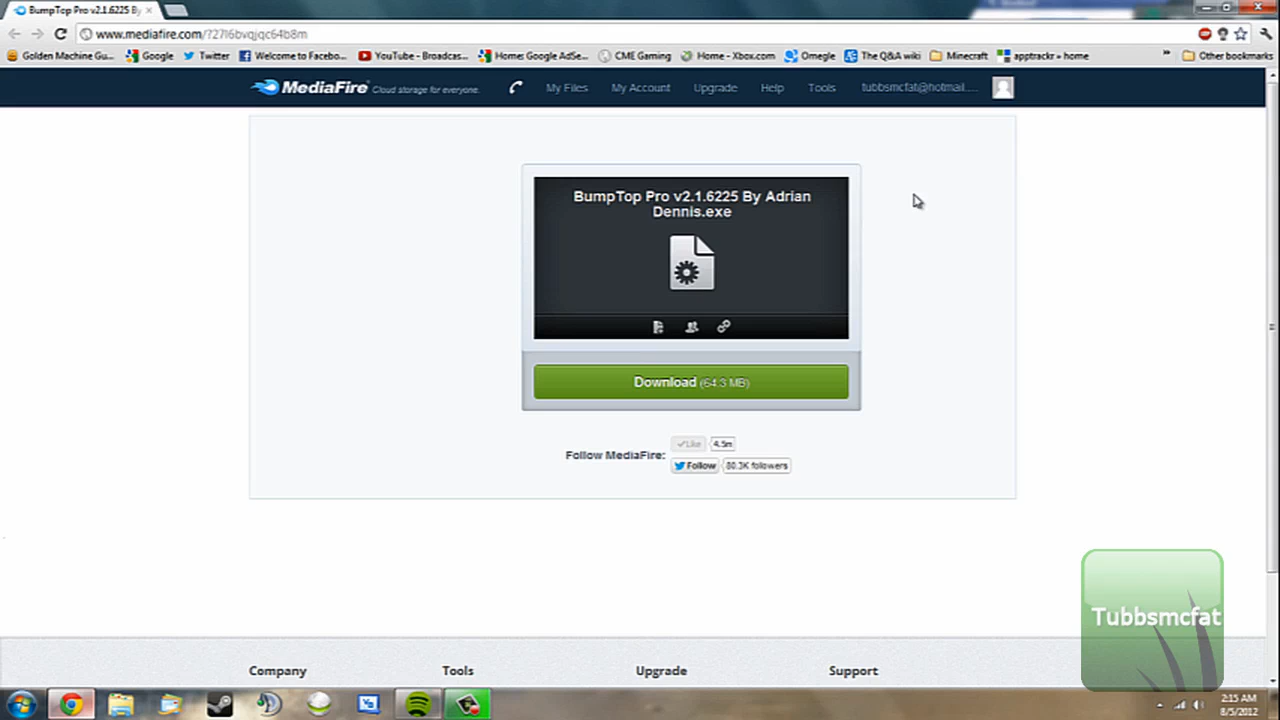 BumpTop Pro v2.1.6225 By
www.mediafire.com/?27l6bvqjqc64b8m
Golden Machine Gu... Google Twitter Welcome to Facebo... YouTube - Broadcas... Home: Google AdSe... CME Gaming Home - Xbox.com Omegle The Q&A wiki Minecraft apptrackr » home » Other bookmarks
MediaFire Cloud storage for everyone. My Files My Account Upgrade Help Tools tubbsmcfat@hotmail....
BumpTop Pro v2.1.6225 By Adrian
Dennis.exe
Download (64.3 MB)
Follow MediaFire: Like 4.5m
Follow 80.3K followers
Tubbsmcfat
Company Tools Upgrade Support
2:15 AM
8/5/2012